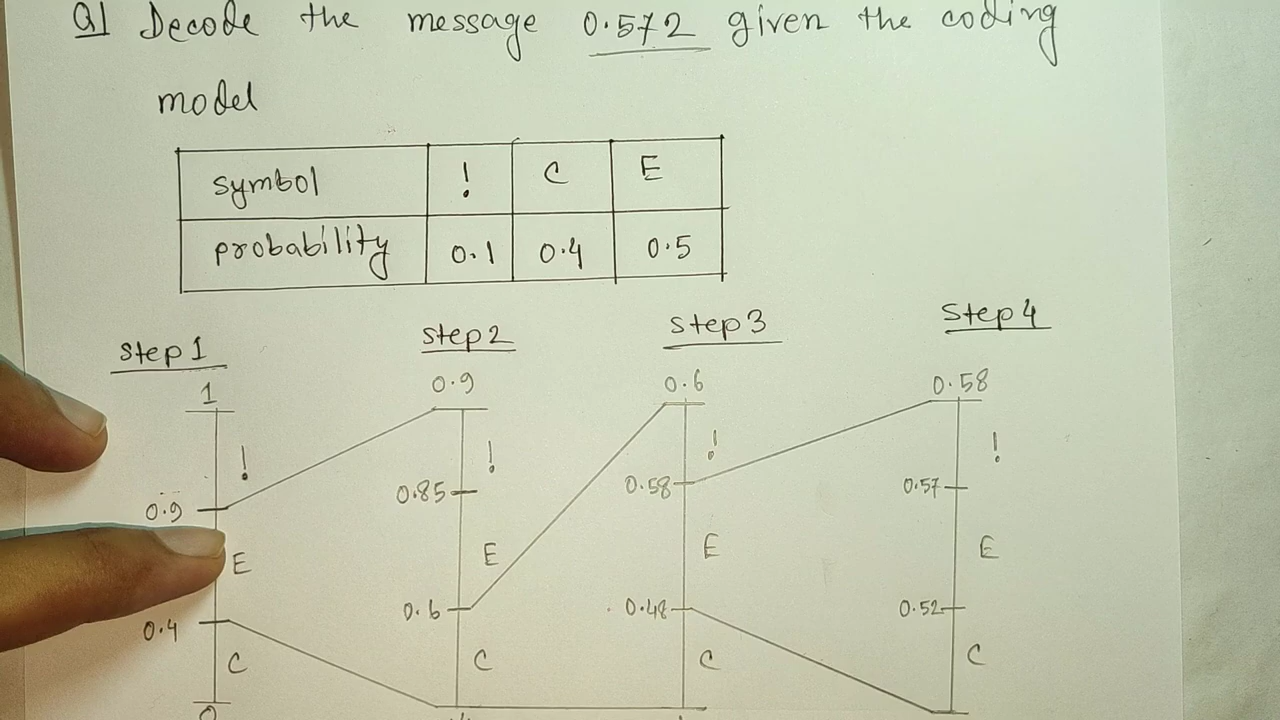 Q1 Decode the message 0.572 given the coding
model
symbol ! C E
probability 0.1 0.4 0.5
Step 1 Step 2 Step 3 Step 4
1 0.9 0.6 0.58
! ! ! !
0.9 0.85 0.58 0.57
E E E E
0.4 0.6 0.48 0.52
C C C C